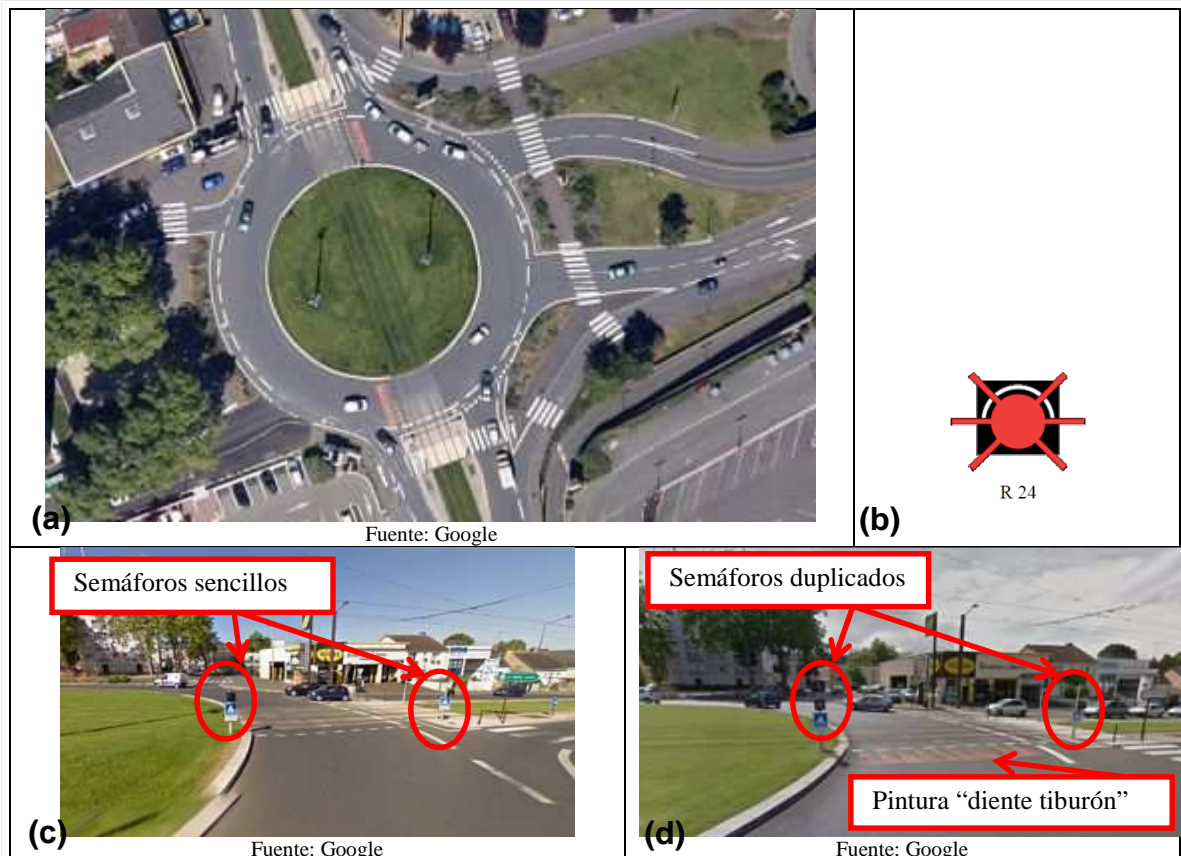 (a)
Fuente: Google
R 24
(b)
Semáforos sencillos
(c)
Fuente: Google
Semáforos duplicados
Pintura “diente tiburón”
(d)
Fuente: Google